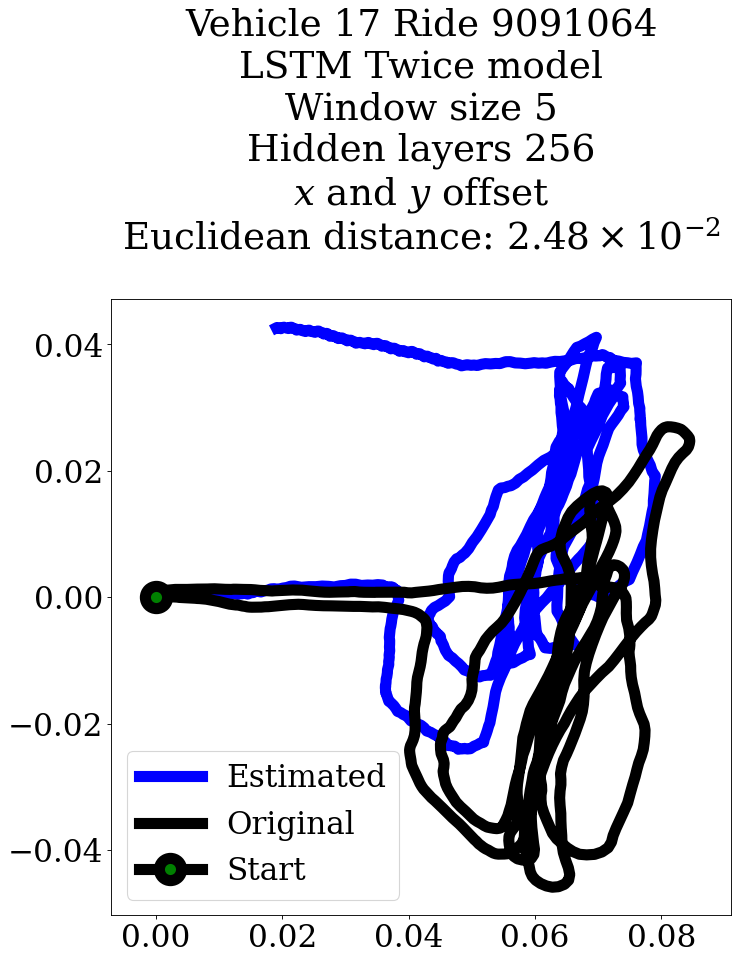 Vehicle 17 Ride 9091064
LSTM Twice model
Window size 5
Hidden layers 256
x and y offset
Euclidean distance: 2.48 × 10⁻²
0.04
0.02
0.00
−0.02
−0.04
Estimated
Original
Start
0.00 0.02 0.04 0.06 0.08